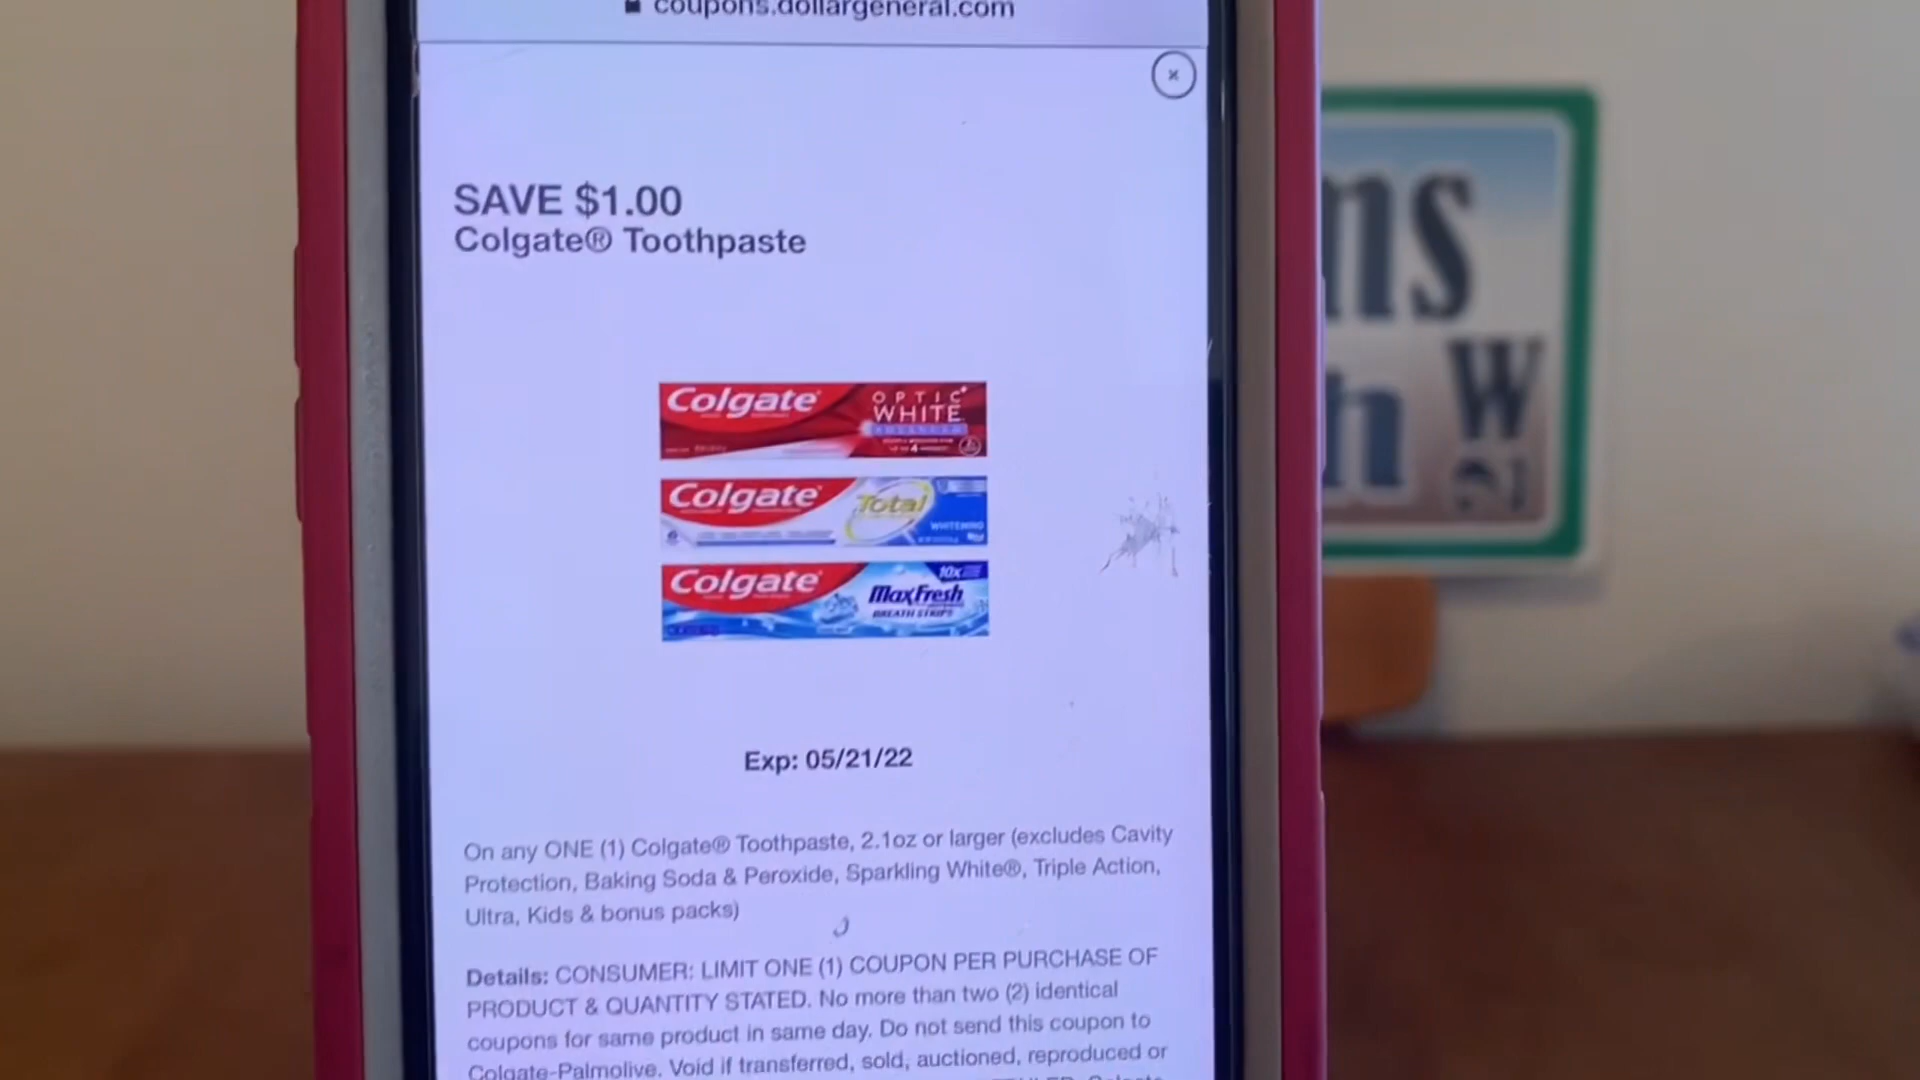 coupons.dollargeneral.com
SAVE $1.00
Colgate® Toothpaste
Colgate OPTIC WHITE
Colgate Total WHITENING
Colgate 10x MaxFresh
BREATH STRIPS
Exp: 05/21/22
On any ONE (1) Colgate® Toothpaste, 2.1oz or larger (excludes Cavity
Protection, Baking Soda & Peroxide, Sparkling White®, Triple Action,
Ultra, Kids & bonus packs)
Details: CONSUMER: LIMIT ONE (1) COUPON PER PURCHASE OF
PRODUCT & QUANTITY STATED. No more than two (2) identical
coupons for same product in same day. Do not send this coupon to
Colgate-Palmolive. Void if transferred, sold, auctioned, reproduced or
ns
W